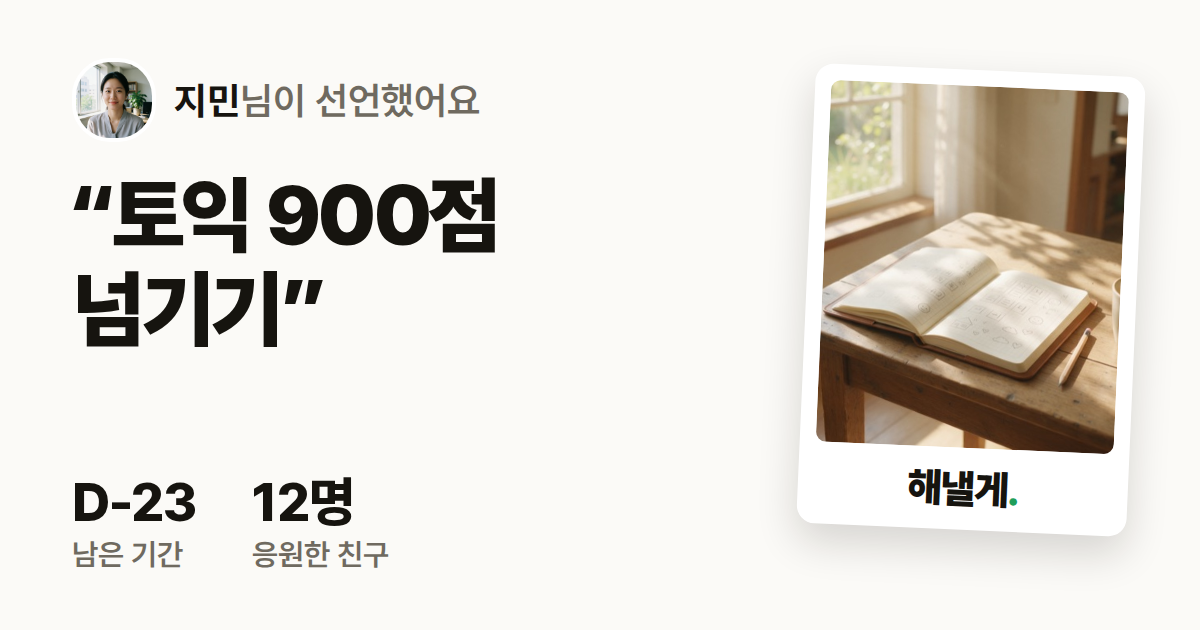 지민님이 선언했어요
“토익 900점
넘기기”
D-23
남은 기간
12명
응원한 친구
해낼게.